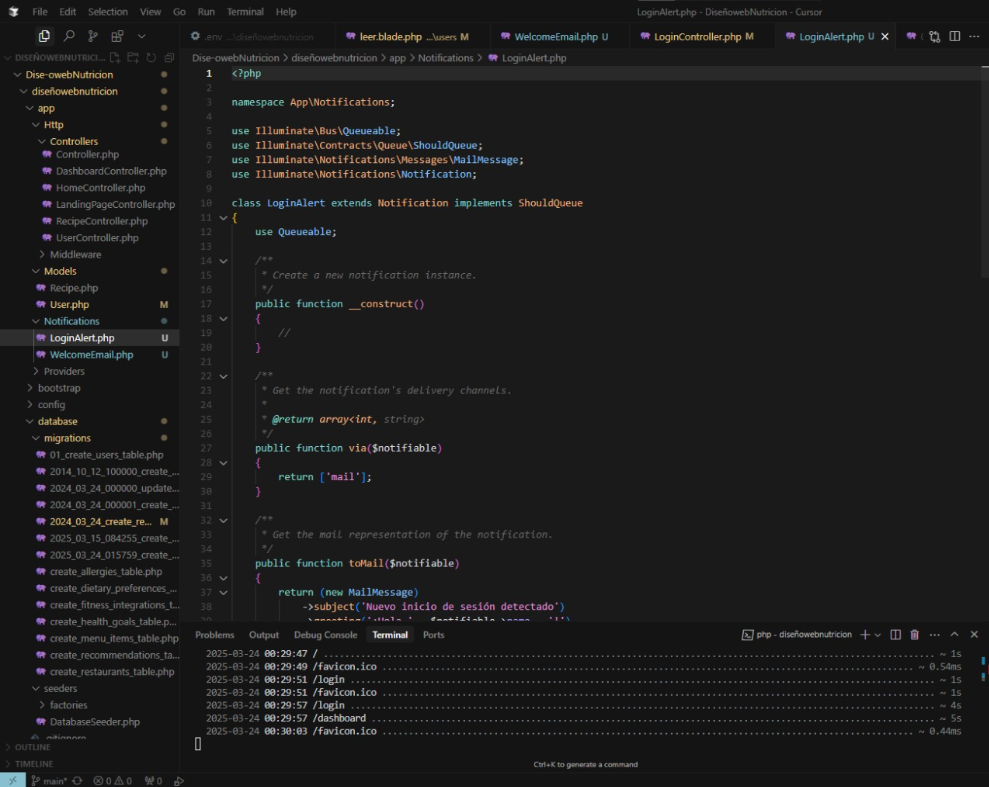 File Edit Selection View Go Run Terminal Help
LoginAlert.php - DiseñowebNutricion - Cursor
.env ...\diseñowebnutricion
leer.blade.php ...\users M
WelcomeEmail.php U
LoginController.php M
LoginAlert.php U
DISEÑOWEBNUTRICI...
Dise-owebNutricion > diseñowebnutricion > app > Notifications > LoginAlert.php
Dise-owebNutricion
diseñowebnutricion
app
Http
Controllers
Controller.php
DashboardController.php
HomeController.php
LandingPageController.php
RecipeController.php
UserController.php
Middleware
Models
Recipe.php
User.php M
Notifications
LoginAlert.php U
WelcomeEmail.php U
Providers
bootstrap
config
database
migrations
01_create_users_table.php
2014_10_12_100000_create_...
2024_03_24_000000_update...
2024_03_24_000001_create_...
2024_03_24_create_re... M
2025_03_15_084255_create_...
2025_03_24_015759_create_...
create_allergies_table.php
create_dietary_preferences_...
create_fitness_integrations_t...
create_health_goals_table.p...
create_menu_items_table.php
create_recommendations_ta...
create_restaurants_table.php
seeders
factories
DatabaseSeeder.php
.gitignore
OUTLINE
TIMELINE
1 <?php
2
3 namespace App\Notifications;
4
5 use Illuminate\Bus\Queueable;
6 use Illuminate\Contracts\Queue\ShouldQueue;
7 use Illuminate\Notifications\Messages\MailMessage;
8 use Illuminate\Notifications\Notification;
9
10 class LoginAlert extends Notification implements ShouldQueue
11 {
12 use Queueable;
13
14 /**
15 * Create a new notification instance.
16 */
17 public function __construct()
18 {
19 //
20 }
21
22 /**
23 * Get the notification's delivery channels.
24 *
25 * @return array<int, string>
26 */
27 public function via($notifiable)
28 {
29 return ['mail'];
30 }
31
32 /**
33 * Get the mail representation of the notification.
34 */
35 public function toMail($notifiable)
36 {
37 return (new MailMessage)
38 ->subject('Nuevo inicio de sesión detectado')
39 ->greeting('¡Hola ' . $notifiable->name . '!')
Problems Output Debug Console Terminal Ports
php - diseñowebnutricion
2025-03-24 00:29:47 / ~ 1s
2025-03-24 00:29:49 /favicon.ico ~ 0.54ms
2025-03-24 00:29:51 /login ~ 1s
2025-03-24 00:29:51 /favicon.ico ~ 1s
2025-03-24 00:29:57 /login ~ 4s
2025-03-24 00:29:57 /dashboard ~ 5s
2025-03-24 00:30:03 /favicon.ico ~ 0.44ms
Ctrl+K to generate a command
main* 0 0 0